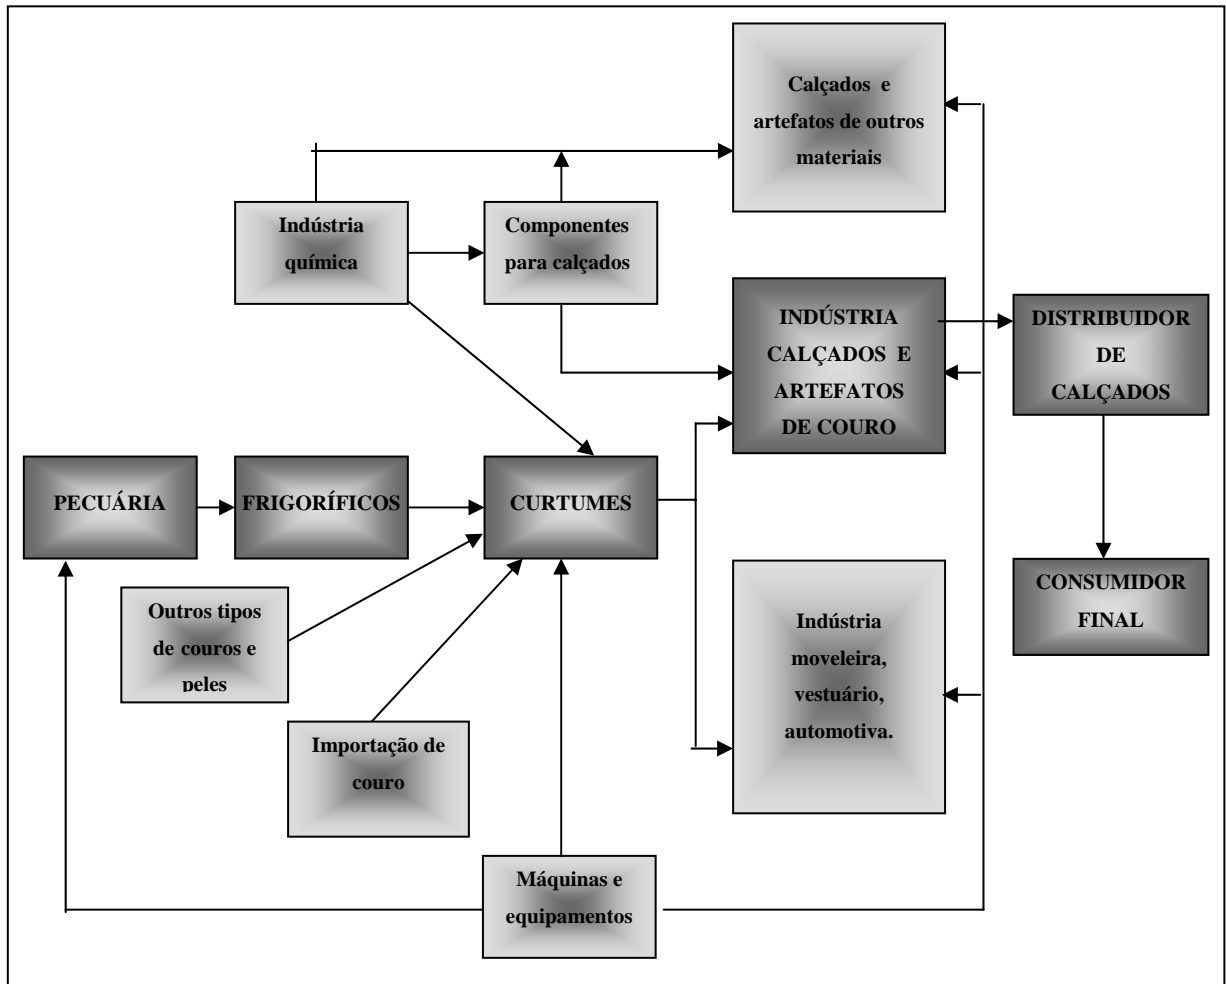 Calçados e
artefatos de outros
materiais
Indústria
química
Componentes
para calçados
INDÚSTRIA
CALÇADOS E
ARTEFATOS
DE COURO
DISTRIBUIDOR
DE
CALÇADOS
PECUÁRIA
FRIGORÍFICOS
CURTUMES
Outros tipos
de couros e
peles
Importação de
couro
Indústria
moveleira,
vestuário,
automotiva.
CONSUMIDOR
FINAL
Máquinas e
equipamentos